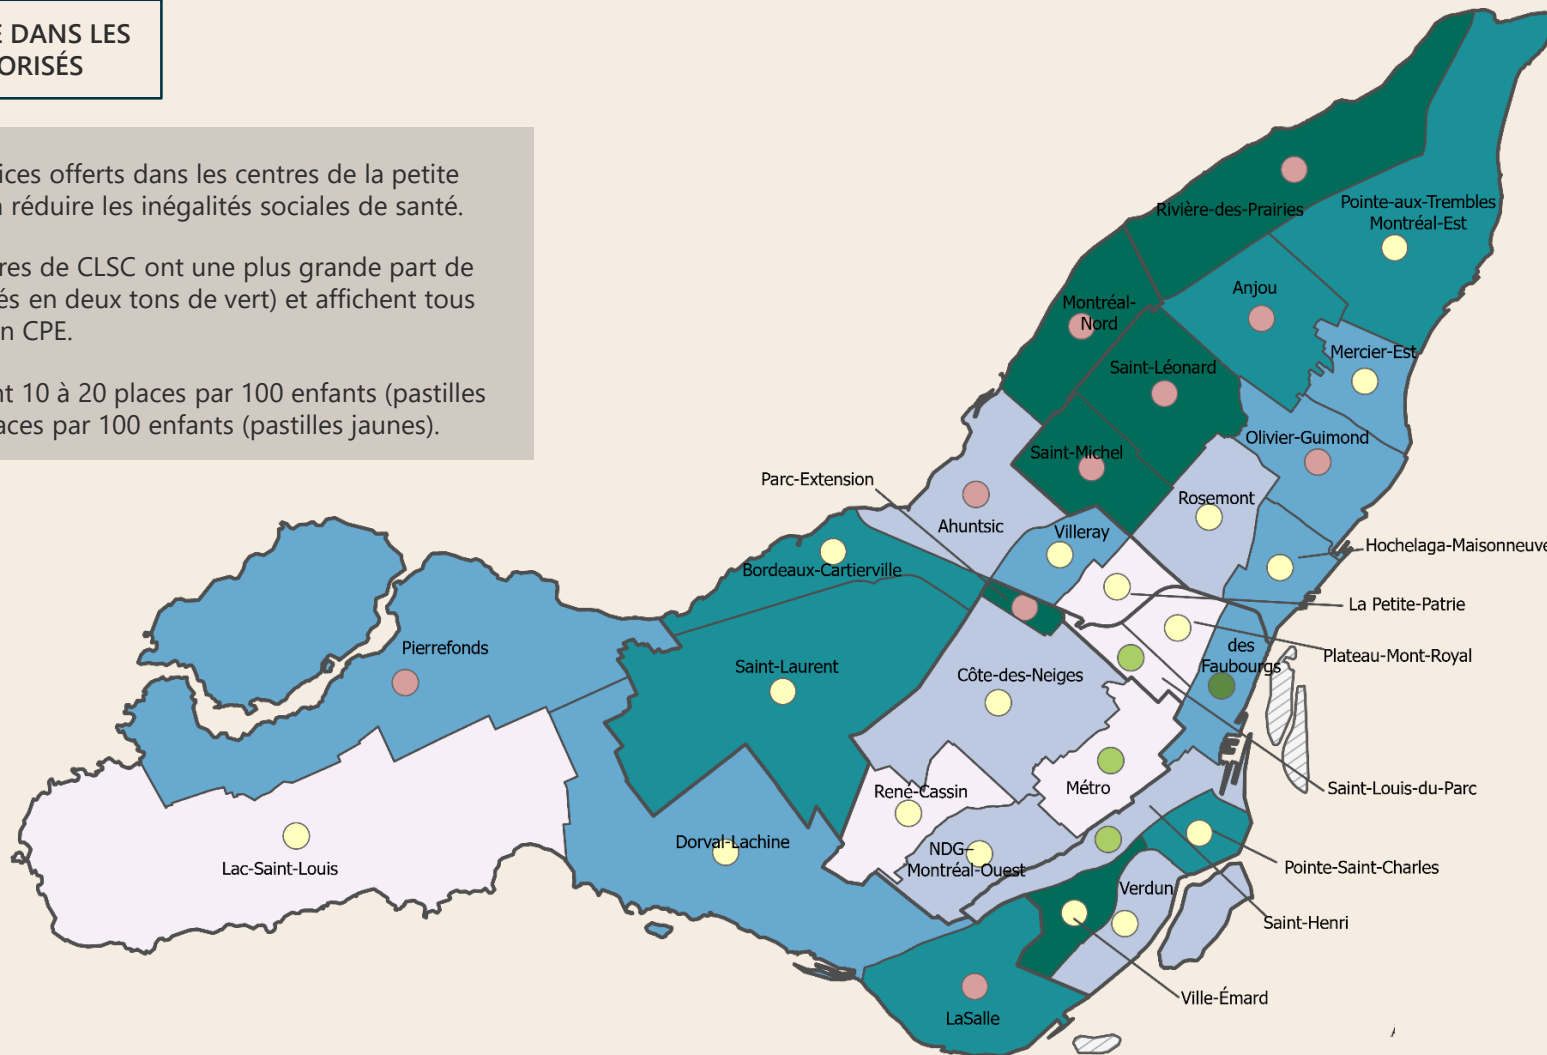 E DANS LES
ORISÉS
ices offerts dans les centres de la petite
à réduire les inégalités sociales de santé.
res de CLSC ont une plus grande part de
és en deux tons de vert) et affichent tous
n CPE.
nt 10 à 20 places par 100 enfants (pastilles
laces par 100 enfants (pastilles jaunes).
Rivière-des-Prairies
Pointe-aux-Trembles
Montréal-Est
Anjou
Montréal-
Nord
Mercier-Est
Saint-Léonard
Olivier-Guimond
Saint-Michel
Parc-Extension
Rosemont
Ahuntsic
Villeray
Hochelaga-Maisonneuve
Bordeaux-Cartierville
La Petite-Patrie
Pierrefonds
des
Faubourgs
Plateau-Mont-Royal
Saint-Laurent
Côte-des-Neiges
Saint-Louis-du-Parc
Métro
René-Cassin
Dorval-Lachine
NDG–
Montréal-Ouest
Lac-Saint-Louis
Pointe-Saint-Charles
Verdun
Saint-Henri
Ville-Émard
LaSalle